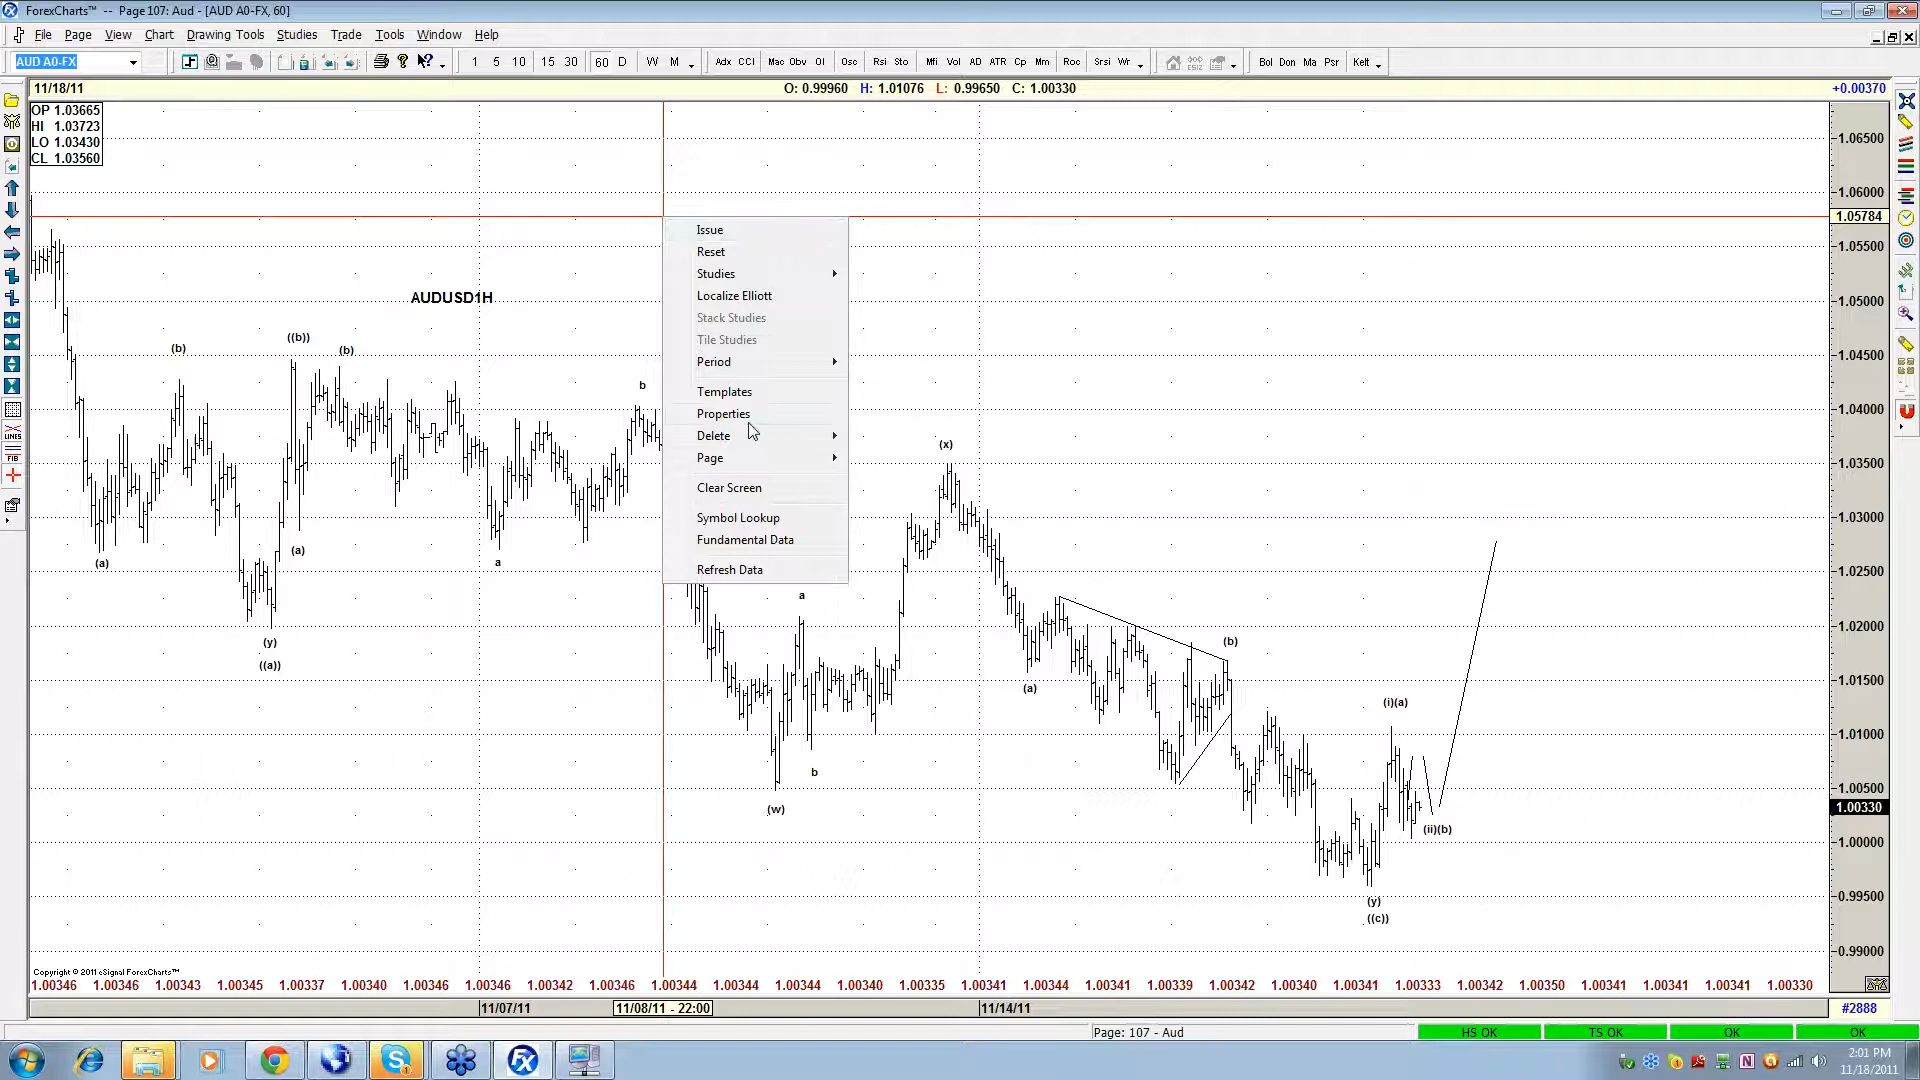 ForexCharts™ -- Page 107: Aud - [AUD A0-FX, 60]
File Page View Chart Drawing Tools Studies Trade Tools Window Help
AUD A0-FX 1 5 10 15 30 60 D W M Adx CCI Mac Obv OI Osc Rsi Sto Mfi Vol AD ATR Cp Mm Roc Srsi Wr Bol Don Ma Psr Kelt
11/18/11 O: 0.99960 H: 1.01076 L: 0.99650 C: 1.00330 +0.00370
OP 1.03665
HI 1.03723
LO 1.03430
CL 1.03560
1.06500
1.06000
1.05784
1.05500
1.05000
1.04500
1.04000
1.03500
1.03000
1.02500
1.02000
1.01500
1.01000
1.00500
1.00330
1.00000
0.99500
0.99000
LINES
FIB
AUDUSD1H
(b)
((b))
(b)
b
(a)
(a)
(y)
((a))
a
Issue
Reset
Studies
Localize Elliott
Stack Studies
Tile Studies
Period
Templates
Properties
Delete
Page
Clear Screen
Symbol Lookup
Fundamental Data
Refresh Data
a
b
(w)
(x)
(a)
(b)
(i)(a)
(ii)(b)
(y)
((c))
Copyright © 2011 eSignal ForexCharts™
1.00346 1.00346 1.00343 1.00345 1.00337 1.00340 1.00346 1.00342 1.00346 1.00344 1.00344 1.00344 1.00340 1.00335 1.00341 1.00344 1.00339 1.00342 1.00340 1.00341 1.00333 1.00342 1.00350 1.00341 1.00341 1.00341 1.00330
11/07/11 11/08/11 - 22:00 11/14/11 #2888
Page: 107 - Aud HS OK TS OK OK OK
2:01 PM
11/18/2011